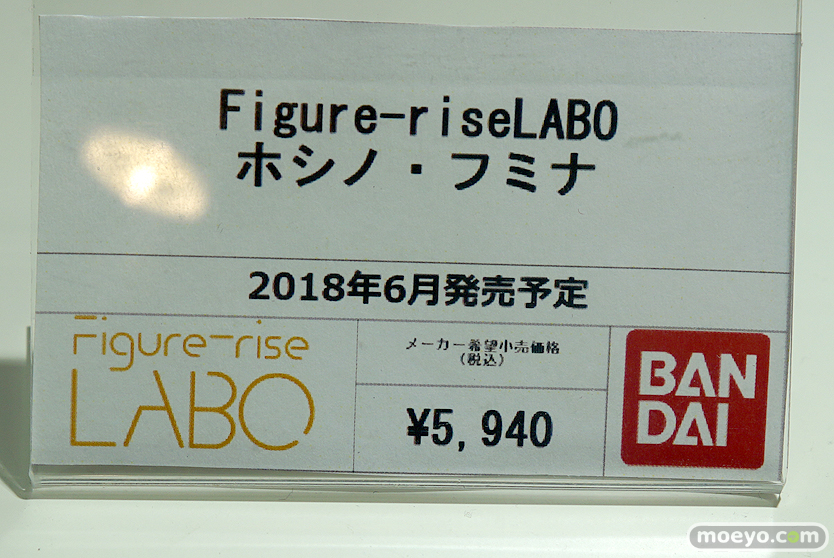 Figure-riseLABO
ホシノ・フミナ
2018年6月発売予定
Figure-rise
LABO
メーカー希望小売価格
(税込)
¥5,940
BAN
DAI
moeyo.com